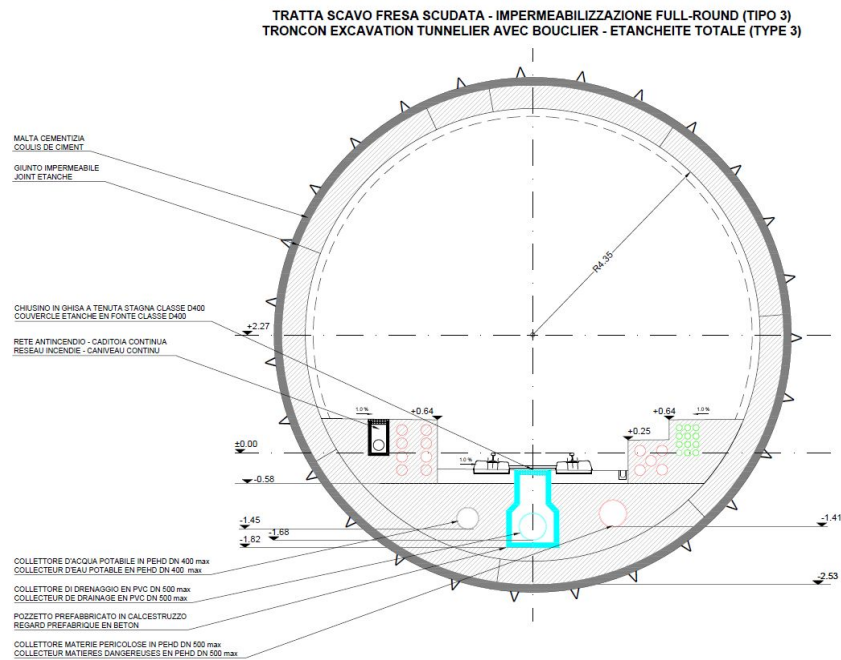 TRATTA SCAVO FRESA SCUDATA - IMPERMEABILIZZAZIONE FULL-ROUND (TIPO 3)
TRONCON EXCAVATION TUNNELIER AVEC BOUCLIER - ETANCHEITE TOTALE (TYPE 3)
MALTA CEMENTIZIA
COULIS DE CIMENT
GIUNTO IMPERMEABILE
JOINT ETANCHE
R4.35
CHIUSINO IN GHISA A TENUTA STAGNA CLASSE D400
COUVERCLE ETANCHE EN FONTE CLASSE D400
+2.27
RETE ANTINCENDIO - CADITOIA CONTINUA
RESEAU INCENDIE - CANIVEAU CONTINU
1.0 %
+0.64
+0.64
1.0%
+0.25
±0.00
1.0 %
-0.58
-1.45
-1.68
-1.82
-1.41
-2.53
COLLETTORE D'ACQUA POTABILE IN PEHD DN 400 max
COLLECTEUR D'EAU POTABLE EN PEHD DN 400 max
COLLETTORE DI DRENAGGIO EN PVC DN 500 max
COLLECTEUR DE DRAINAGE EN PVC DN 500 max
POZZETTO PREFABBRICATO IN CALCESTRUZZO
REGARD PREFABRIQUE EN BETON
COLLETTORE MATERIE PERICOLOSE IN PEHD DN 500 max
COLLECTEUR MATIERES DANGEREUSES EN PEHD DN 500 max